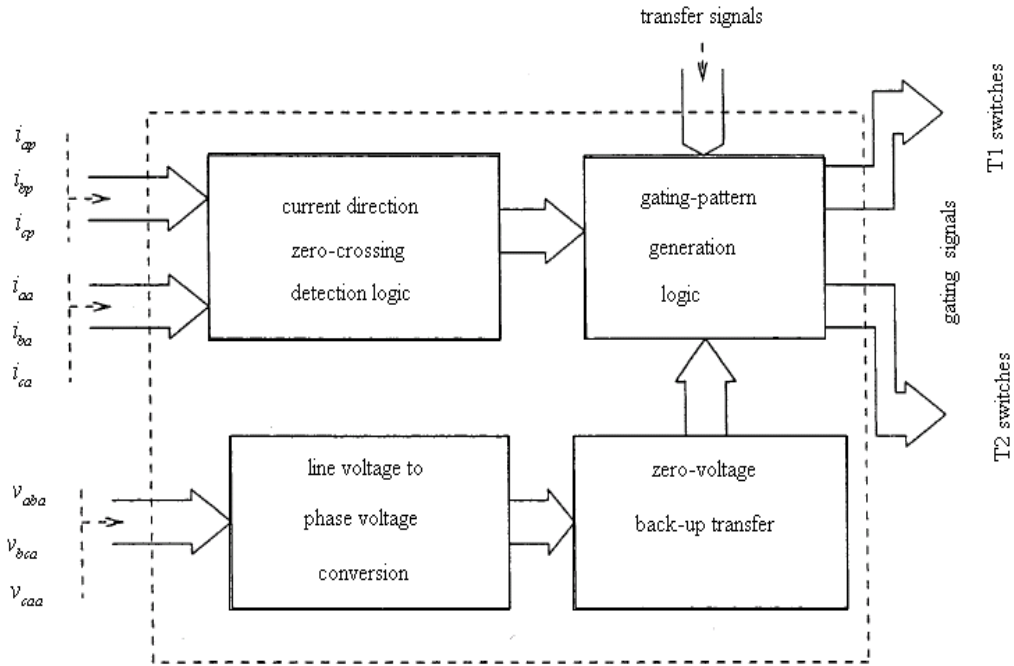 transfer signals
i_ap
i_bp
i_cp
i_aa
i_ba
i_ca
current direction
zero-crossing
detection logic
gating-pattern
generation
logic
T1 switches
gating signals
T2 switches
v_aba
v_bca
v_caa
line voltage to
phase voltage
conversion
zero-voltage
back-up transfer